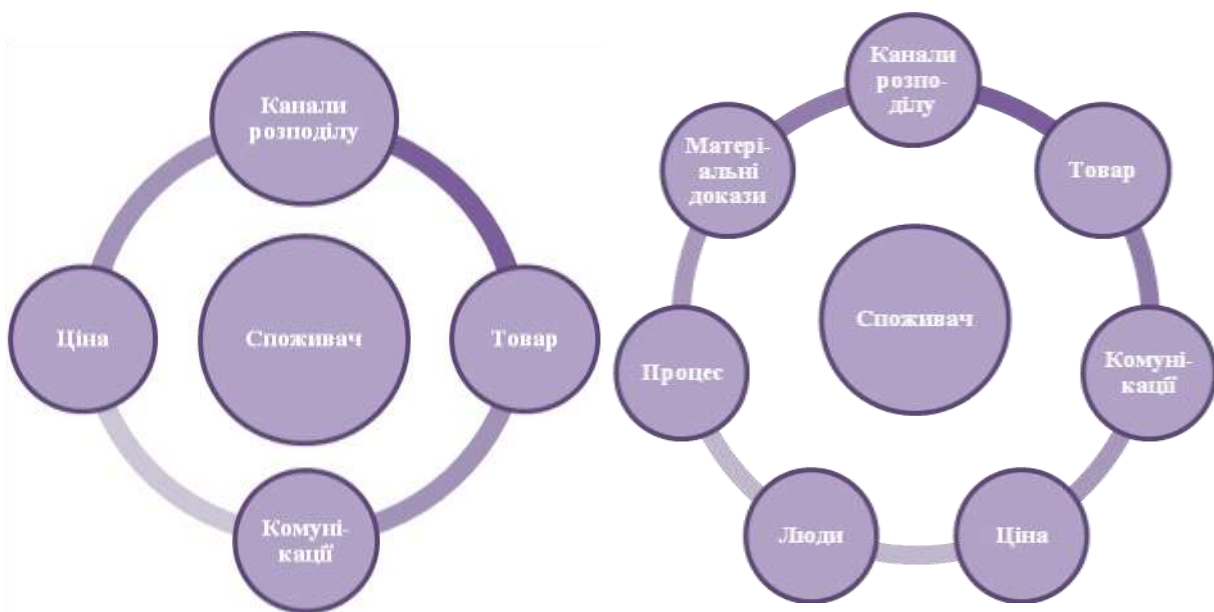 Канали
розподілу
Ціна
Споживач
Товар
Комуні-
кації
Канали
розпо-
ділу
Матері-
альні
докази
Товар
Споживач
Процес
Комуні-
кації
Люди
Ціна